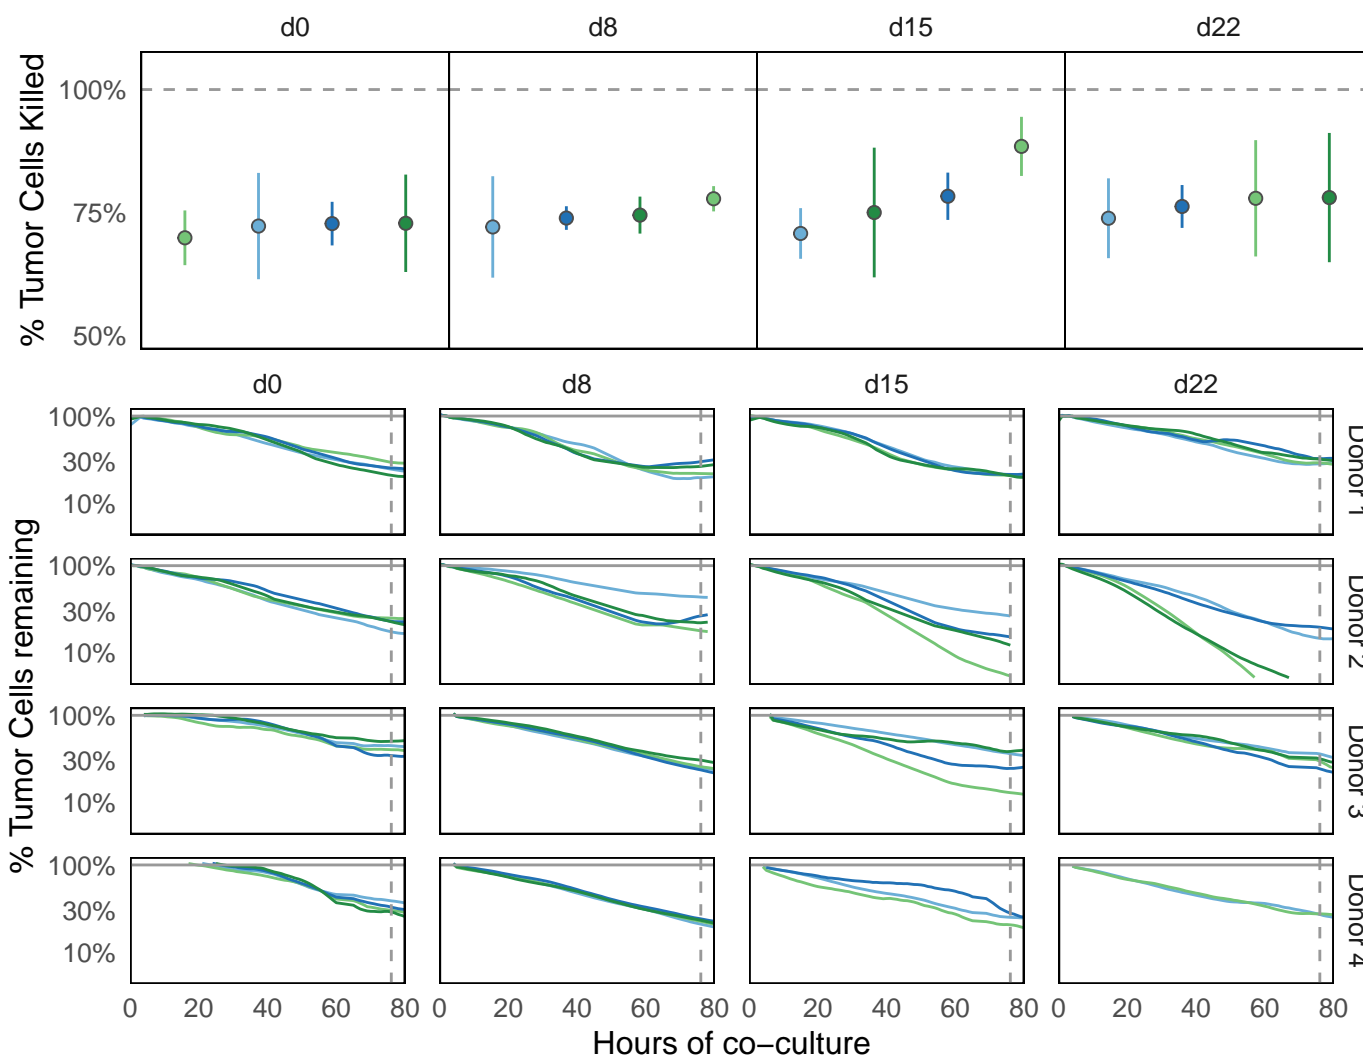 d0 d8 d15 d22
% Tumor Cells Killed
100%
75%
50%
d0 d8 d15 d22
% Tumor Cells remaining
100%
30%
10%
Donor 1
100%
30%
10%
Donor 2
100%
30%
10%
Donor 3
100%
30%
10%
Donor 4
0 20 40 60 80 0 20 40 60 80 0 20 40 60 80 0 20 40 60 80
Hours of co−culture